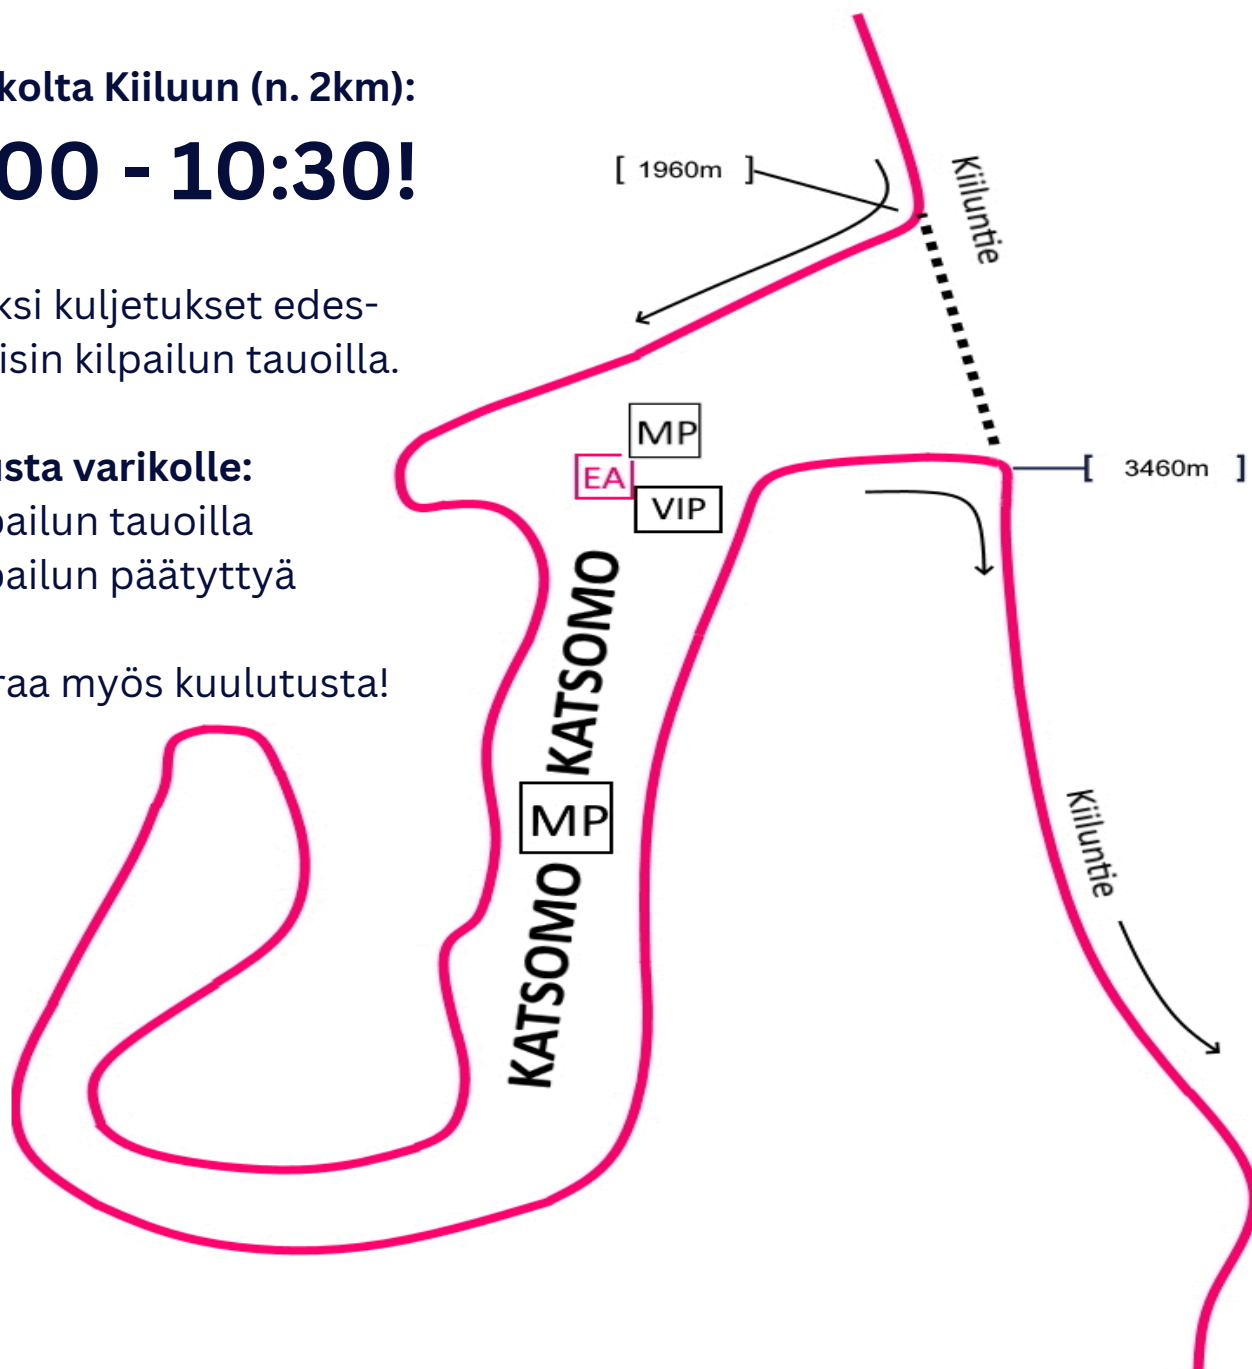 kolta Kiiluun (n. 2km):
00 - 10:30!
ksi kuljetukset edes-
isin kilpailun tauoilla.
usta varikolle:
pailun tauoilla
pailun päätyttyä
raa myös kuulutusta!
[ 1960m ]
Kiiluntie
MP
EA
VIP
[ 3460m ]
KATSOMO
MP
KATSOMO
Kiiluntie